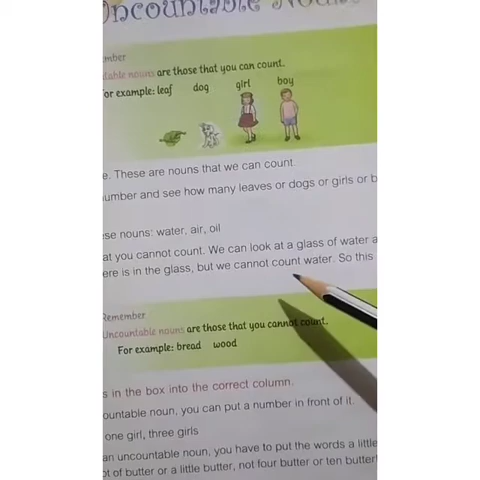 Uncountable Nouns
mber
table nouns are those that you can count.
For example: leaf dog girl boy
e. These are nouns that we can count.
number and see how many leaves or dogs or girls or b
se nouns: water, air, oil
at you cannot count. We can look at a glass of water a
ere is in the glass, but we cannot count water. So this
Remember
Uncountable nouns are those that you cannot count.
For example: bread wood
s in the box into the correct column.
ountable noun, you can put a number in front of it.
one girl, three girls
an uncountable noun, you have to put the words a little
ot of butter or a little butter, not four butter or ten butter